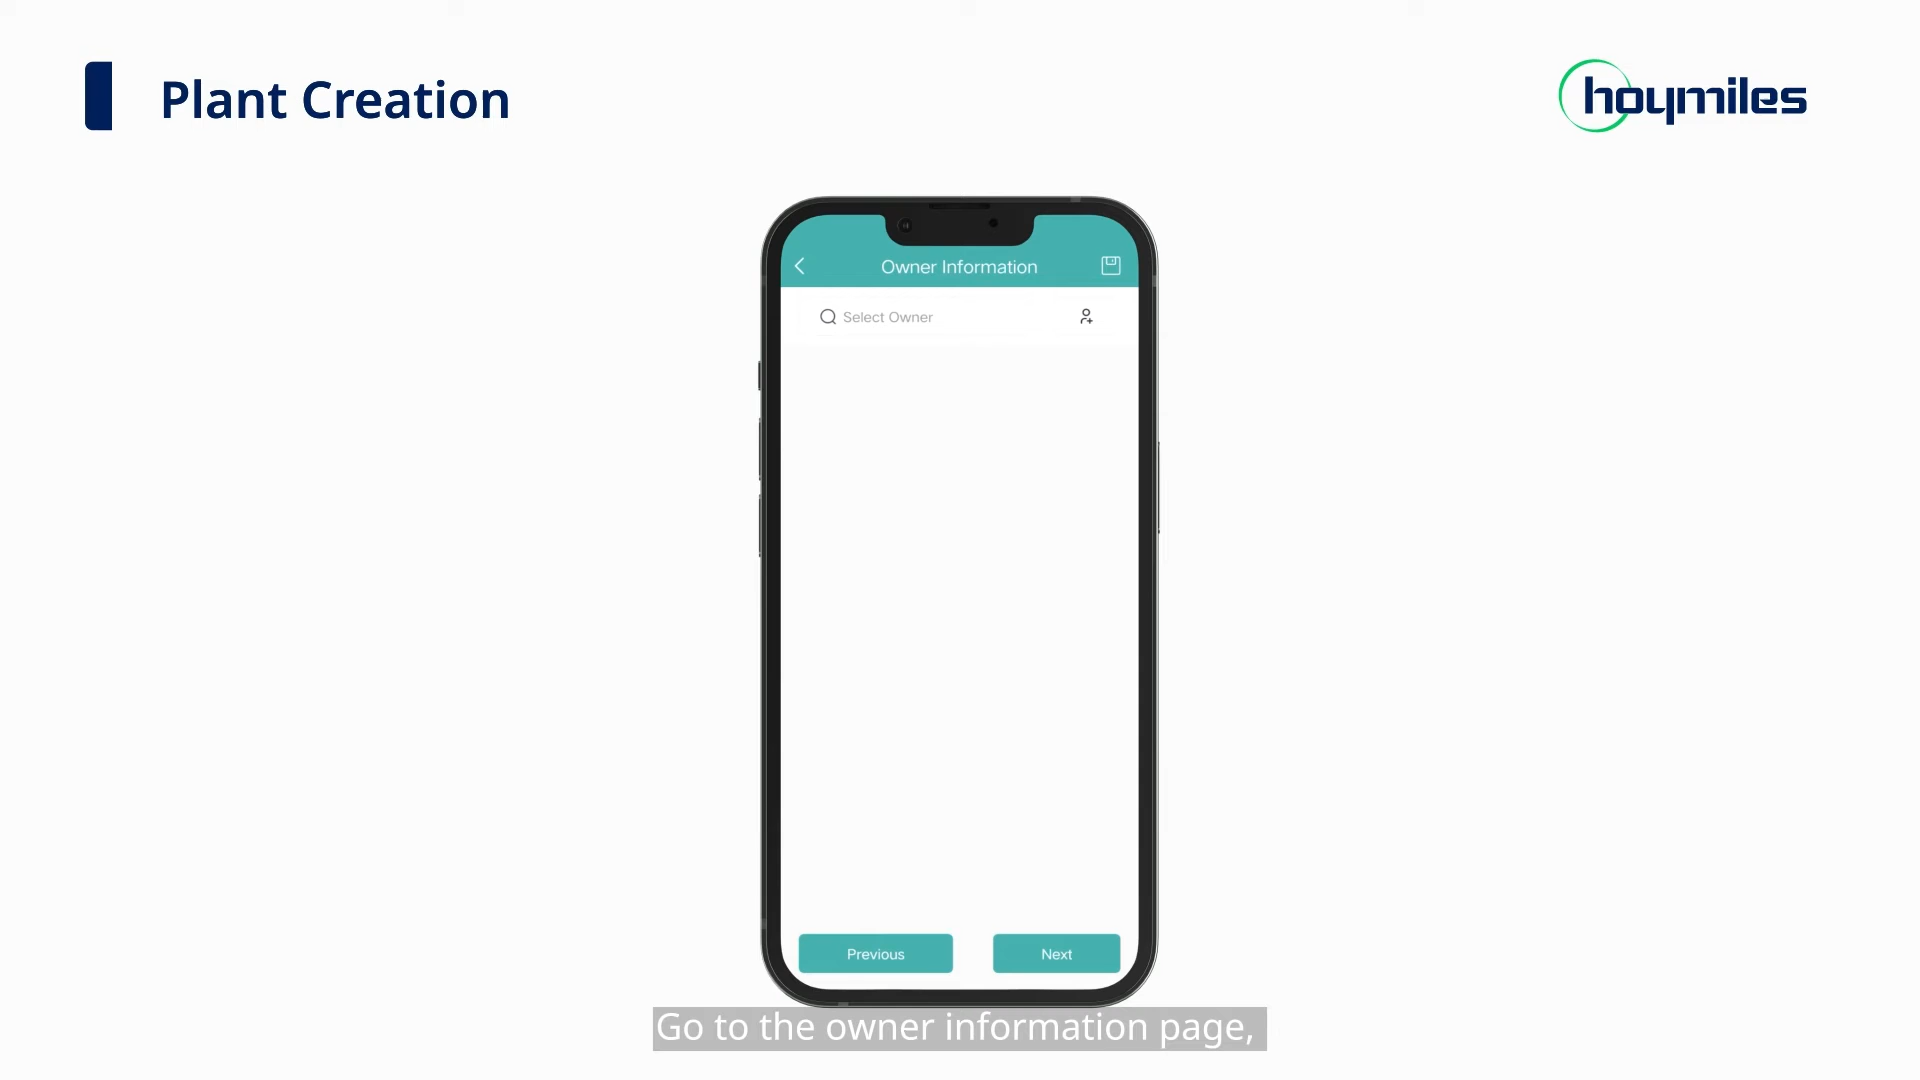 Plant Creation
hoymiles
Owner Information
Select Owner
Previous
Next
Go to the owner information page,